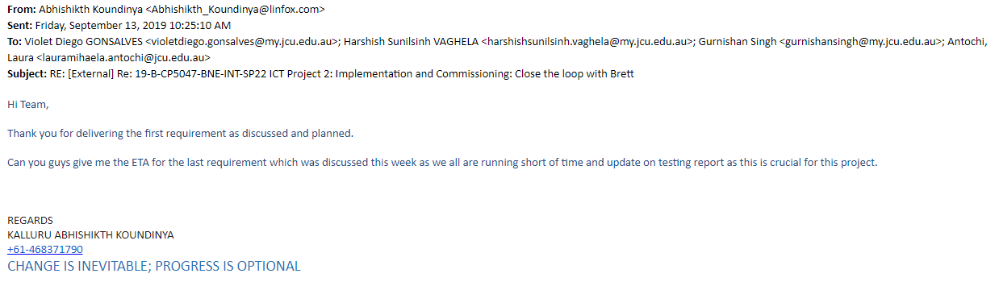 From: Abhishikth Koundinya <Abhishikth_Koundinya@linfox.com>
Sent: Friday, September 13, 2019 10:25:10 AM
To: Violet Diego GONSALVES <violetdiego.gonsalves@my.jcu.edu.au>; Harshish Sunilsinh VAGHELA <harshishsunilsinh.vaghela@my.jcu.edu.au>; Gurnishan Singh <gurnishansingh@my.jcu.edu.au>; Antochi,
Laura <lauramihaela.antochi@jcu.edu.au>
Subject: RE: [External] Re: 19-B-CP5047-BNE-INT-SP22 ICT Project 2: Implementation and Commissioning: Close the loop with Brett
Hi Team,
Thank you for delivering the first requirement as discussed and planned.
Can you guys give me the ETA for the last requirement which was discussed this week as we all are running short of time and update on testing report as this is crucial for this project.
REGARDS
KALLURU ABHISHIKTH KOUNDINYA
+61-468371790
CHANGE IS INEVITABLE; PROGRESS IS OPTIONAL